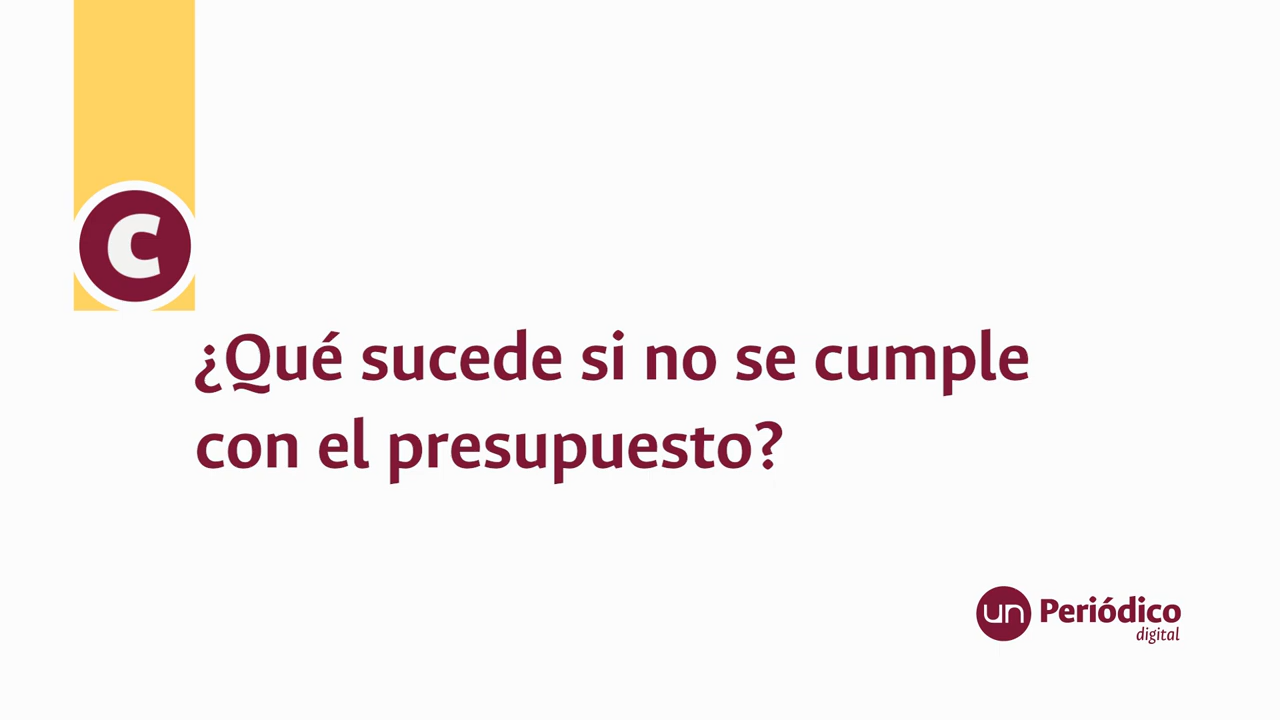 C
¿Qué sucede si no se cumple
con el presupuesto?
un Periódico
digital